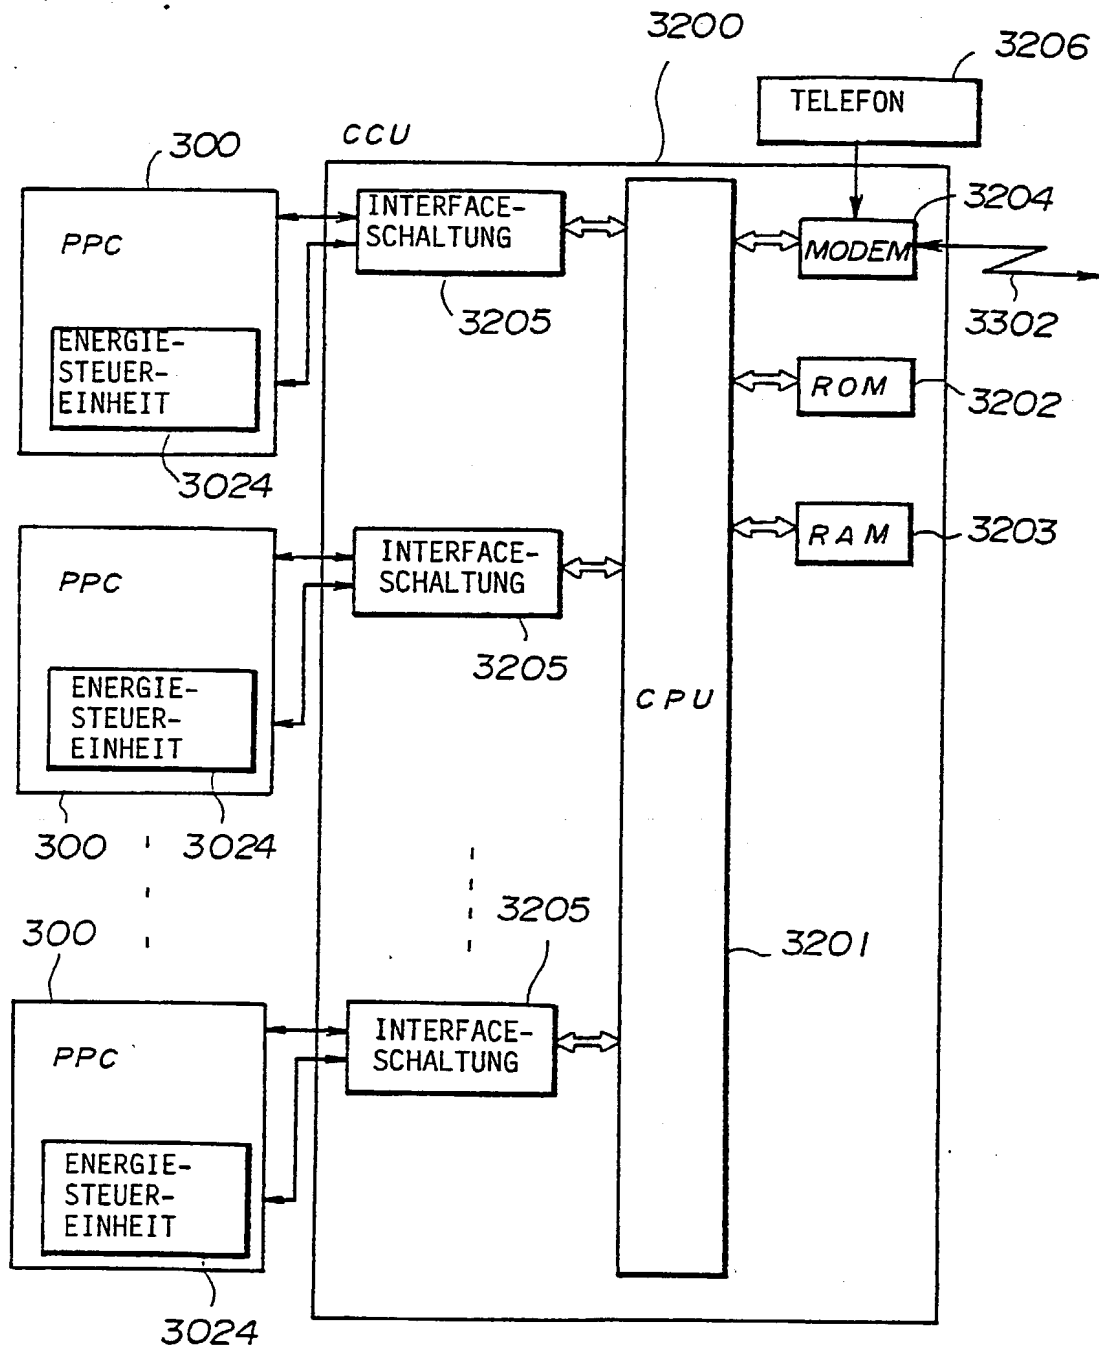 3200
3206
TELEFON
CCU
300
PPC
INTERFACE-
SCHALTUNG
3205
3204
MODEM
3302
ENERGIE-
STEUER-
EINHEIT
3024
ROM
3202
PPC
INTERFACE-
SCHALTUNG
3205
RAM
3203
ENERGIE-
STEUER-
EINHEIT
300
3024
CPU
3201
300
PPC
3205
INTERFACE-
SCHALTUNG
ENERGIE-
STEUER-
EINHEIT
3024